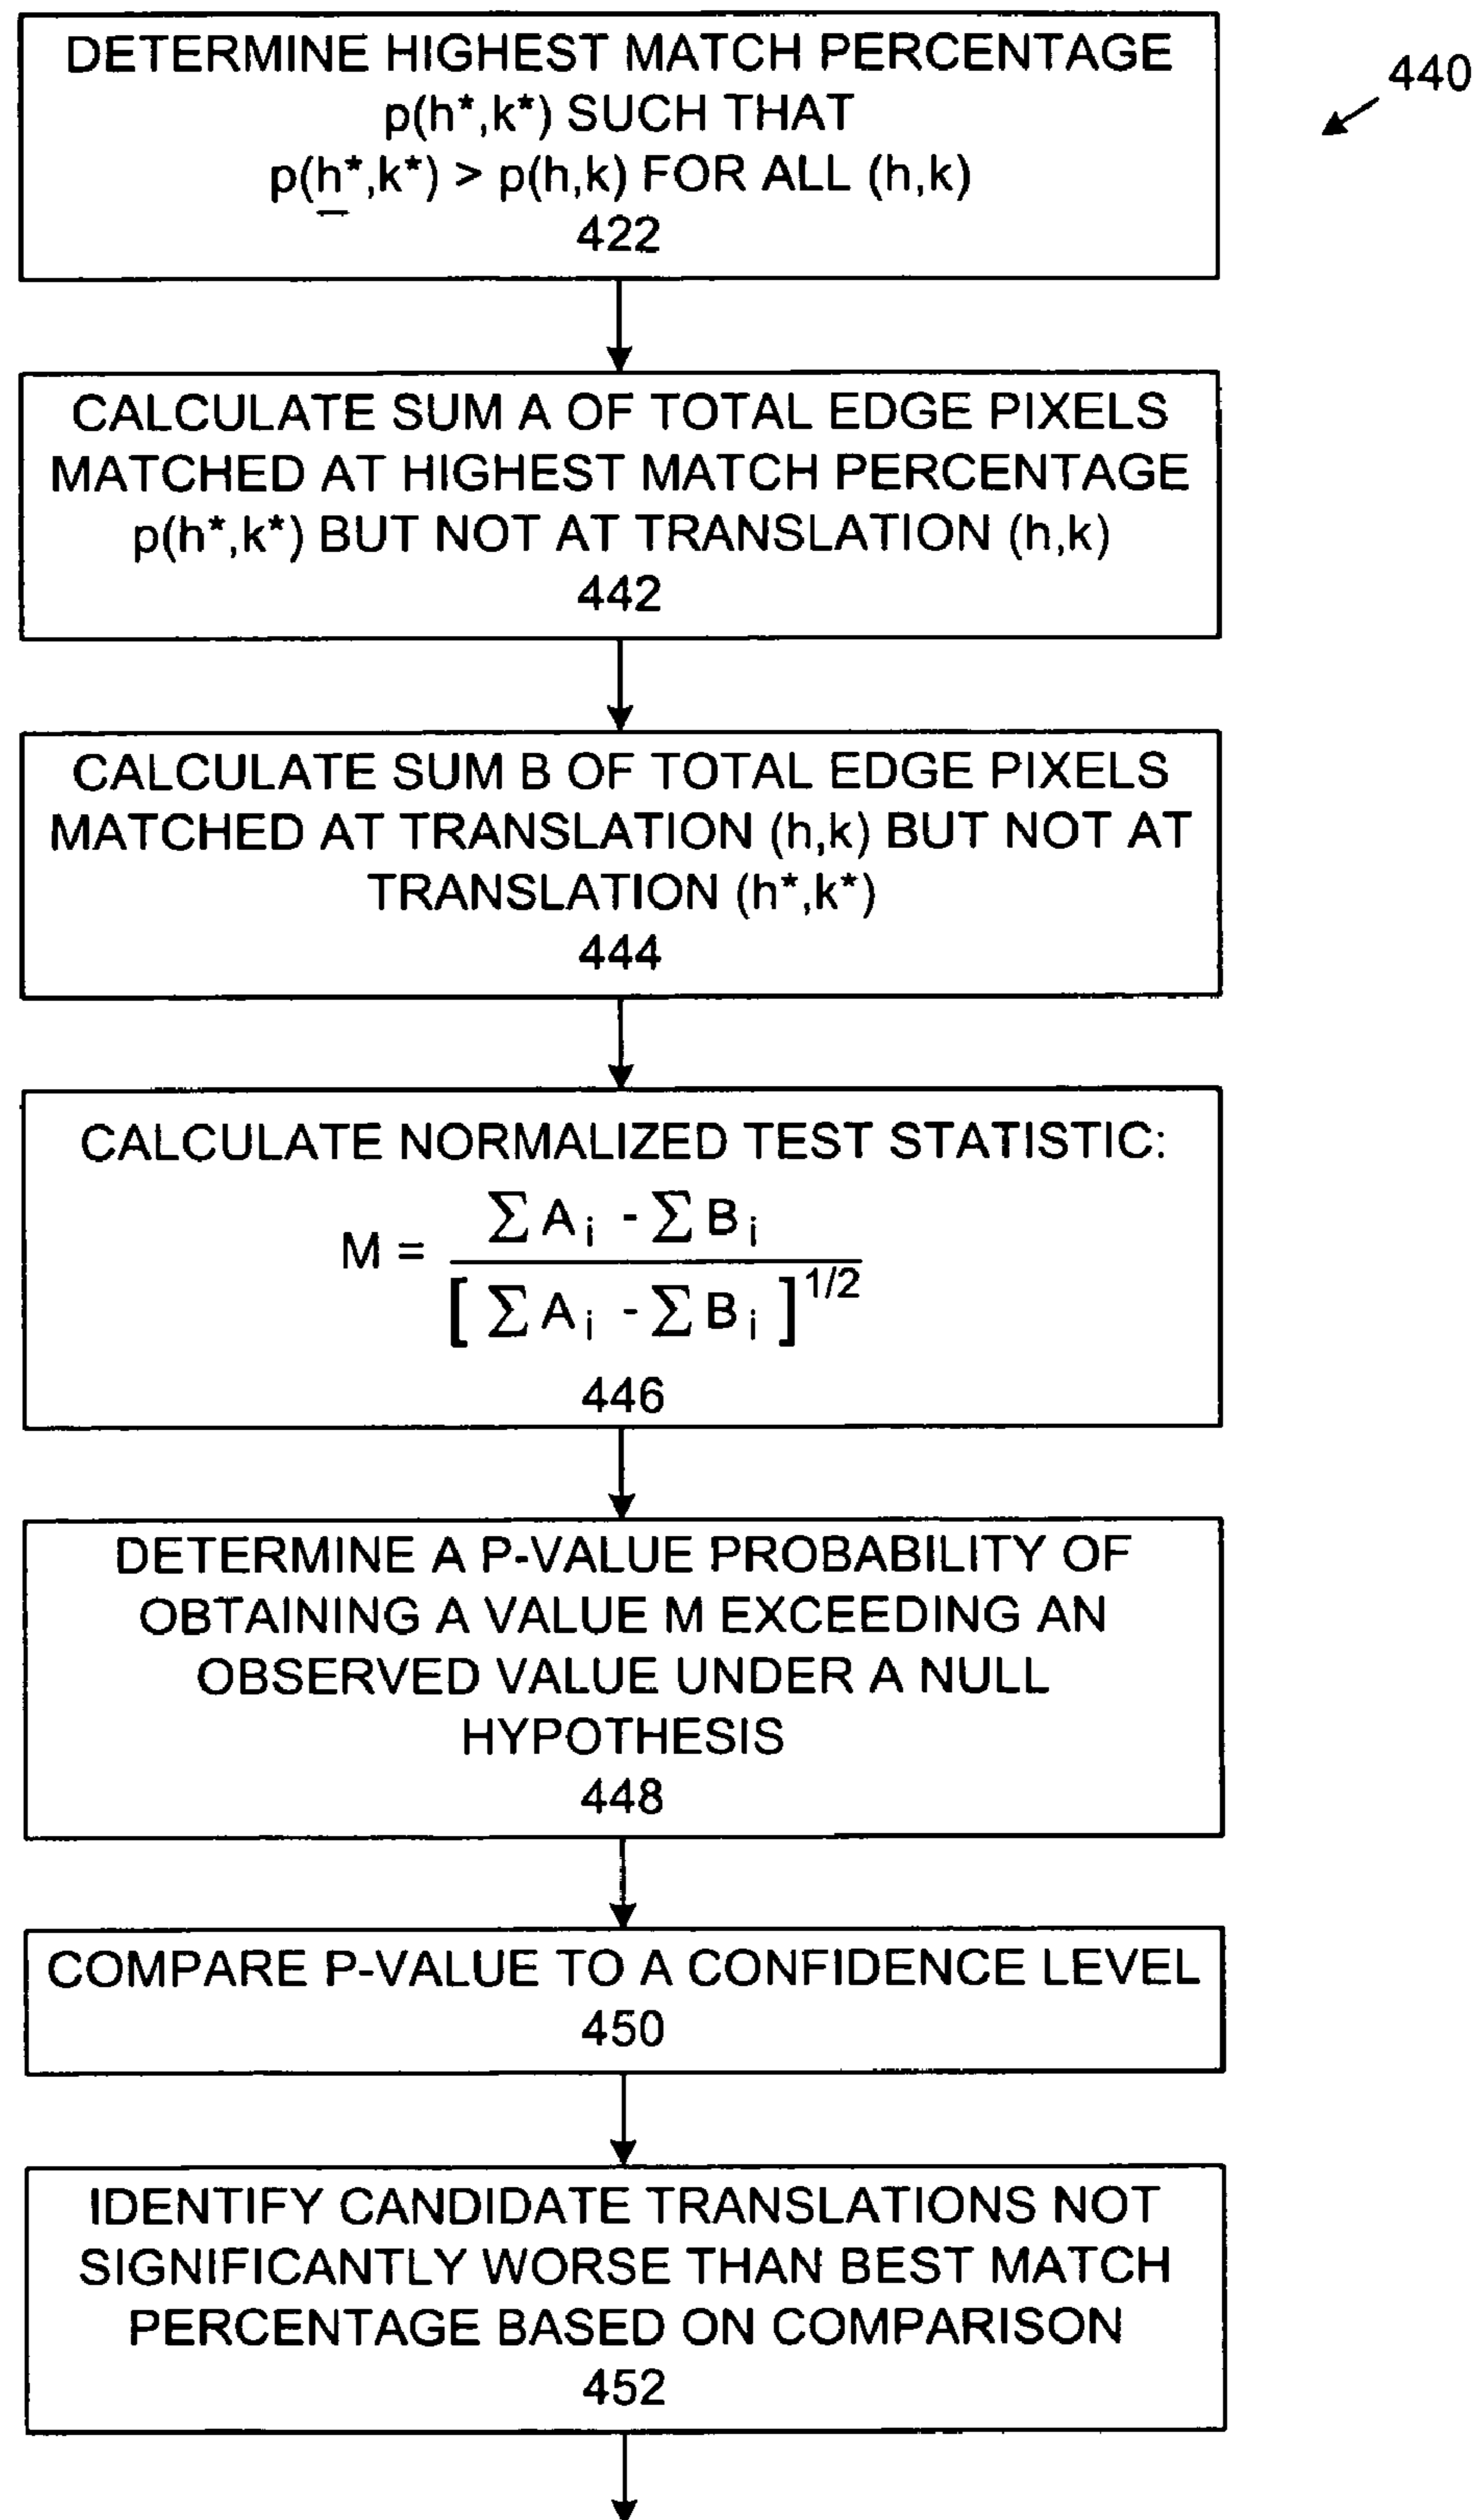 DETERMINE HIGHEST MATCH PERCENTAGE
p(h*,k*) SUCH THAT
p(h*,k*) > p(h,k) FOR ALL (h,k)
422
440
CALCULATE SUM A OF TOTAL EDGE PIXELS
MATCHED AT HIGHEST MATCH PERCENTAGE
p(h*,k*) BUT NOT AT TRANSLATION (h,k)
442
CALCULATE SUM B OF TOTAL EDGE PIXELS
MATCHED AT TRANSLATION (h,k) BUT NOT AT
TRANSLATION (h*,k*)
444
CALCULATE NORMALIZED TEST STATISTIC:
∑ A i - ∑ B i
M =
[ ∑ A i - ∑ B i ] 1/2
446
DETERMINE A P-VALUE PROBABILITY OF
OBTAINING A VALUE M EXCEEDING AN
OBSERVED VALUE UNDER A NULL
HYPOTHESIS
448
COMPARE P-VALUE TO A CONFIDENCE LEVEL
450
IDENTIFY CANDIDATE TRANSLATIONS NOT
SIGNIFICANTLY WORSE THAN BEST MATCH
PERCENTAGE BASED ON COMPARISON
452